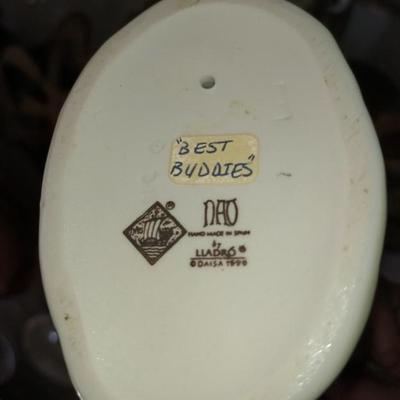 "BEST
BUDDIES"
NAO
HAND MADE IN SPAIN
by
LLADRÓ ®
© DAISA 1990